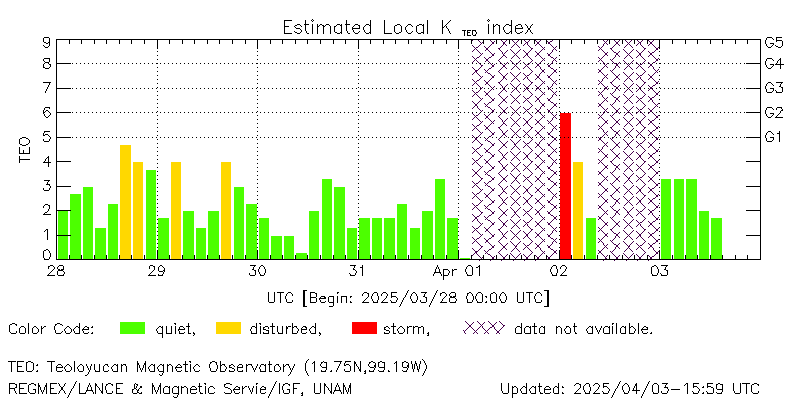 Estimated Local K TEO index
9
8
7
6
5
4
3
2
1
0
TEO
G5
G4
G3
G2
G1
28 29 30 31 Apr 01 02 03
UTC [Begin: 2025/03/28 00:00 UTC]
Color Code: quiet, disturbed, storm, data not available.
TEO: Teoloyucan Magnetic Observatory (19.75N,99.19W)
REGMEX/LANCE & Magnetic Servie/IGF, UNAM Updated: 2025/04/03-15:59 UTC